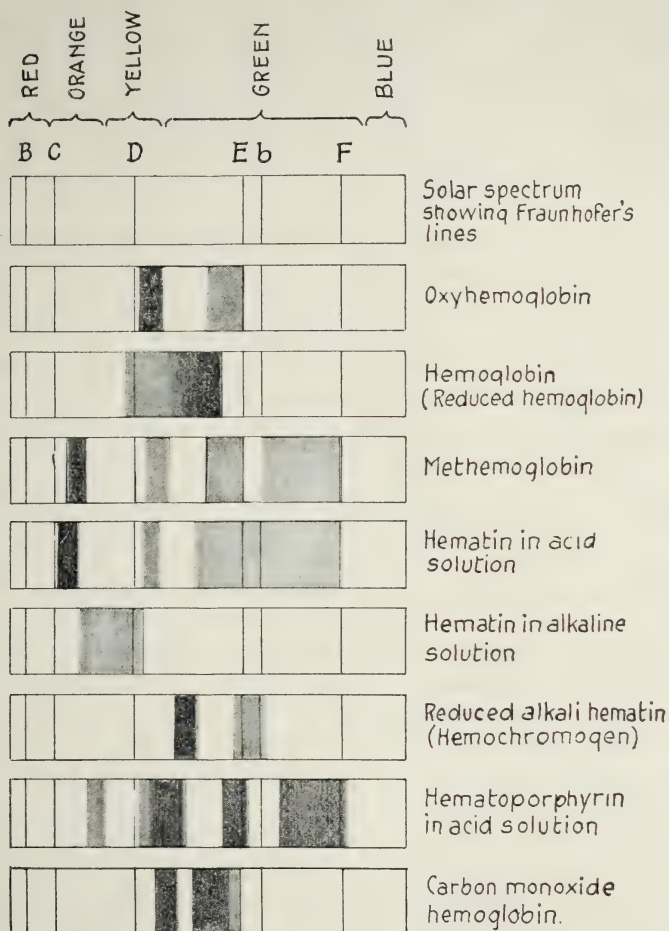 RED
ORANGE
YELLOW
GREEN
BLUE
B C D E b F
Solar spectrum
showing Fraunhofer's
lines
Oxyhemoglobin
Hemoglobin
(Reduced hemoglobin)
Methemoglobin
Hematin in acid
solution
Hematin in alkaline
solution
Reduced alkali hematin
(Hemochromogen)
Hematoporphyrin
in acid solution
Carbon monoxide
hemoglobin.